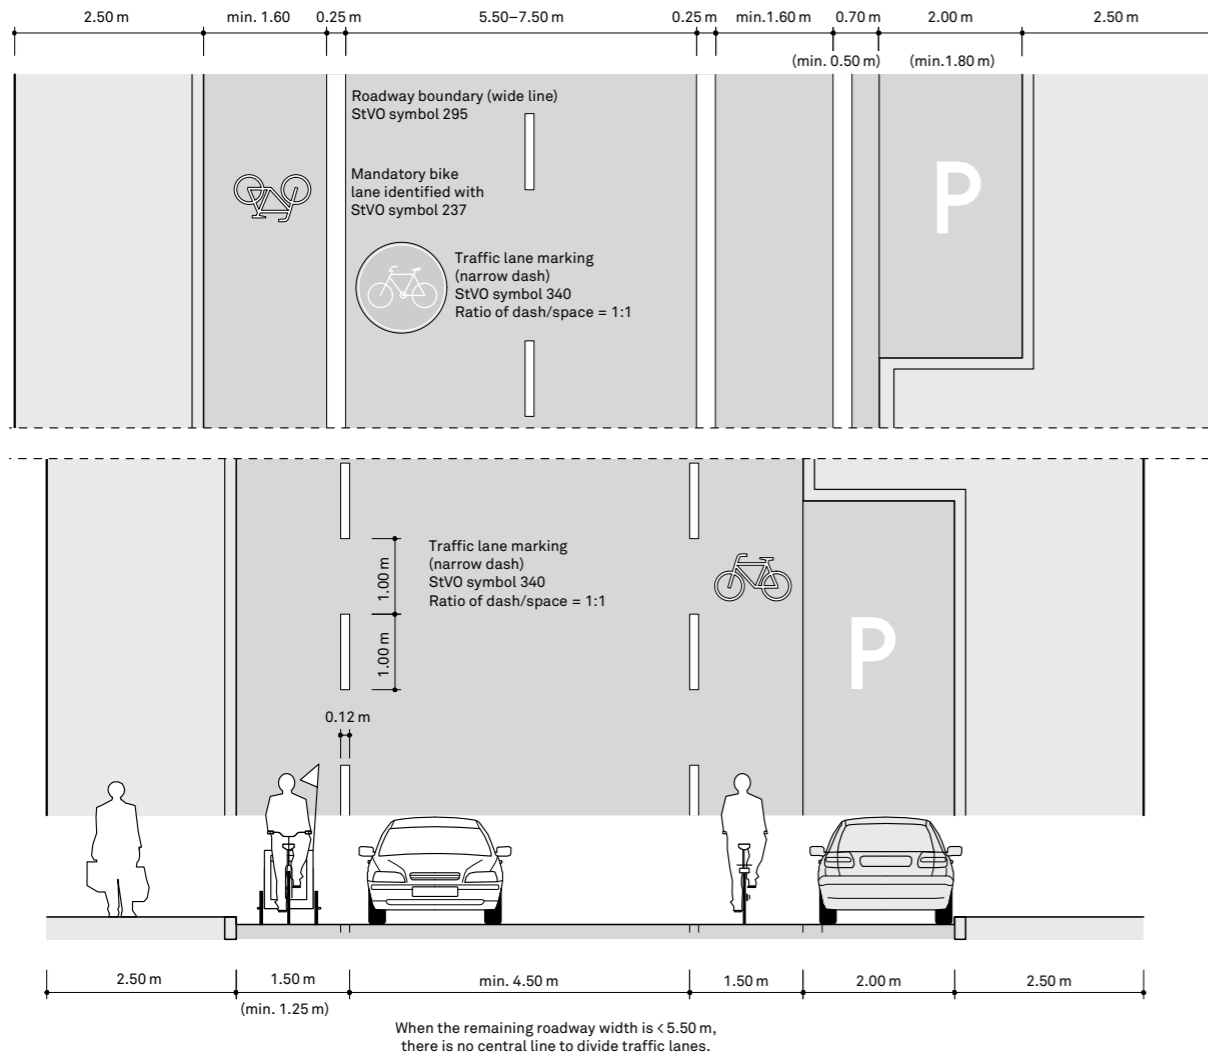 2.50 m
min. 1.60
0.25 m
5.50–7.50 m
0.25 m
min.1.60 m
0.70 m
2.00 m
2.50 m
(min. 0.50 m)
(min.1.80 m)
Roadway boundary (wide line)
StVO symbol 295
Mandatory bike
lane identified with
StVO symbol 237
Traffic lane marking
(narrow dash)
StVO symbol 340
Ratio of dash/space = 1:1
P
Traffic lane marking
(narrow dash)
StVO symbol 340
Ratio of dash/space = 1:1
1.00 m
1.00 m
P
0.12 m
2.50 m
1.50 m
min. 4.50 m
1.50 m
2.00 m
2.50 m
(min. 1.25 m)
When the remaining roadway width is < 5.50 m,
there is no central line to divide traffic lanes.